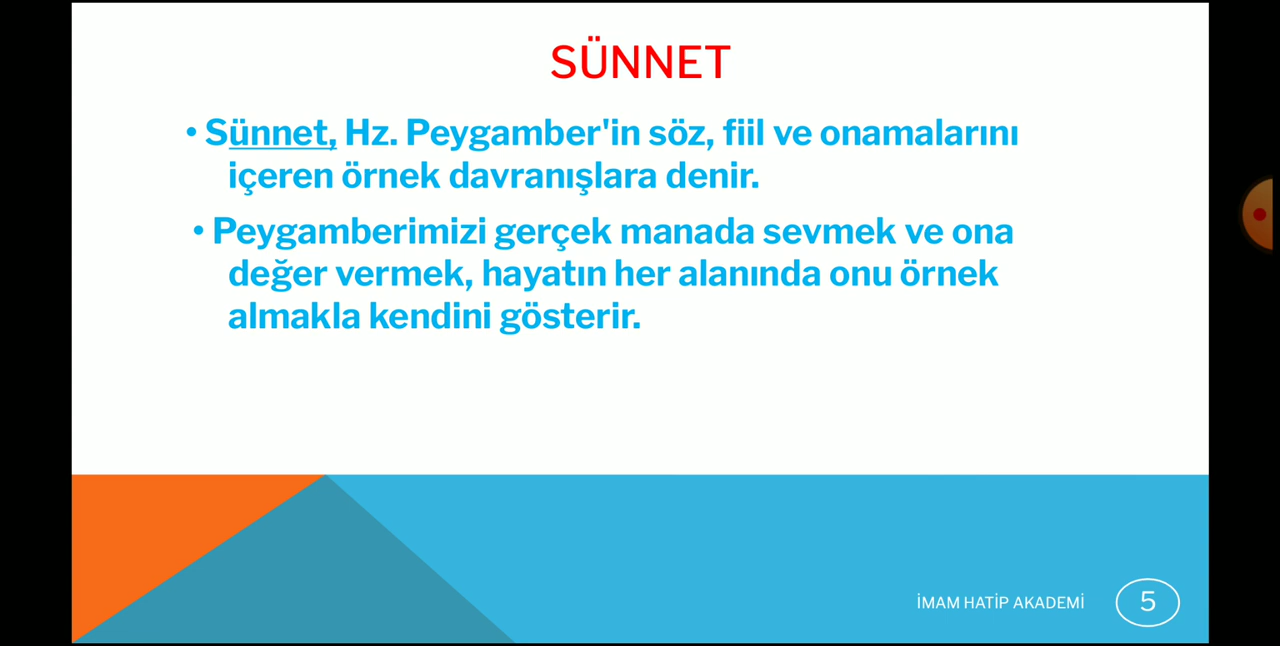 SÜNNET
• Sünnet, Hz. Peygamber'in söz, fiil ve onamalarını
içeren örnek davranışlara denir.
• Peygamberimizi gerçek manada sevmek ve ona
değer vermek, hayatın her alanında onu örnek
almakla kendini gösterir.
İMAM HATİP AKADEMİ
5